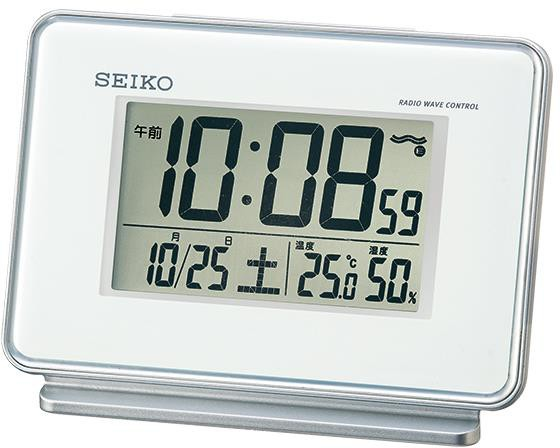 SEIKO
RADIO WAVE CONTROL
午前 10:08 59
月 日 温度 湿度
10/25 土 25.0 ℃ 50%